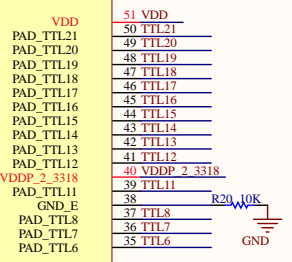 VDD 51 VDD
PAD_TTL21 50 TTL21
PAD_TTL20 49 TTL20
PAD_TTL19 48 TTL19
PAD_TTL18 47 TTL18
PAD_TTL17 46 TTL17
PAD_TTL16 45 TTL16
PAD_TTL15 44 TTL15
PAD_TTL14 43 TTL14
PAD_TTL13 42 TTL13
PAD_TTL12 41 TTL12
VDDP_2_3318 40 VDDP_2_3318
PAD_TTL11 39 TTL11
GND_E 38 R20 10K
PAD_TTL8 37 TTL8
PAD_TTL7 36 TTL7
PAD_TTL6 35 TTL6 GND